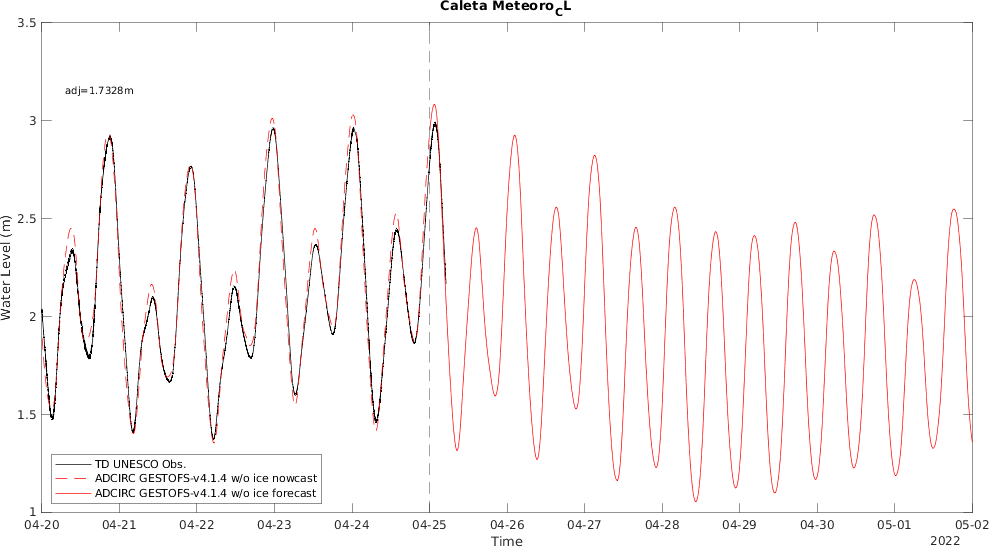 Caleta Meteoro_CL
3.5
adj=1.7328m
3
2.5
2
1.5
1
Water Level (m)
TD UNESCO Obs.
ADCIRC GESTOFS-v4.1.4 w/o ice nowcast
ADCIRC GESTOFS-v4.1.4 w/o ice forecast
04-20 04-21 04-22 04-23 04-24 04-25 04-26 04-27 04-28 04-29 04-30 05-01 05-02
Time
2022